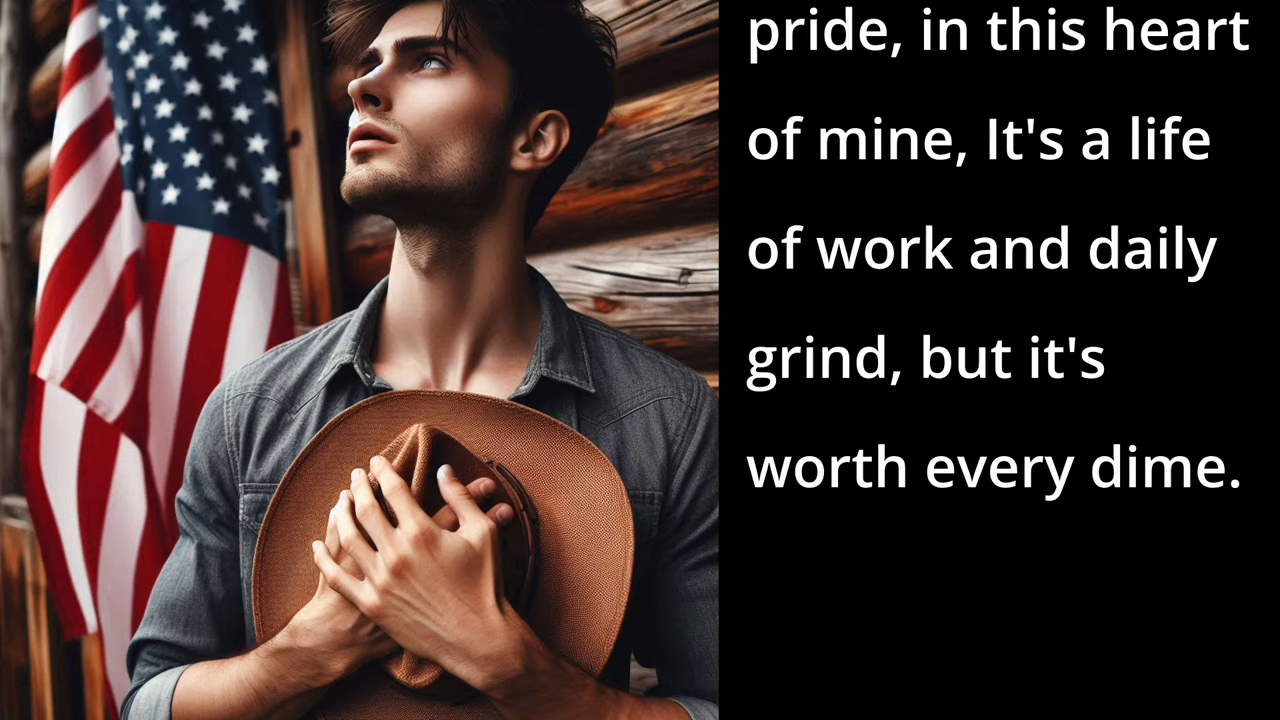 pride, in this heart
of mine, It's a life
of work and daily
grind, but it's
worth every dime.